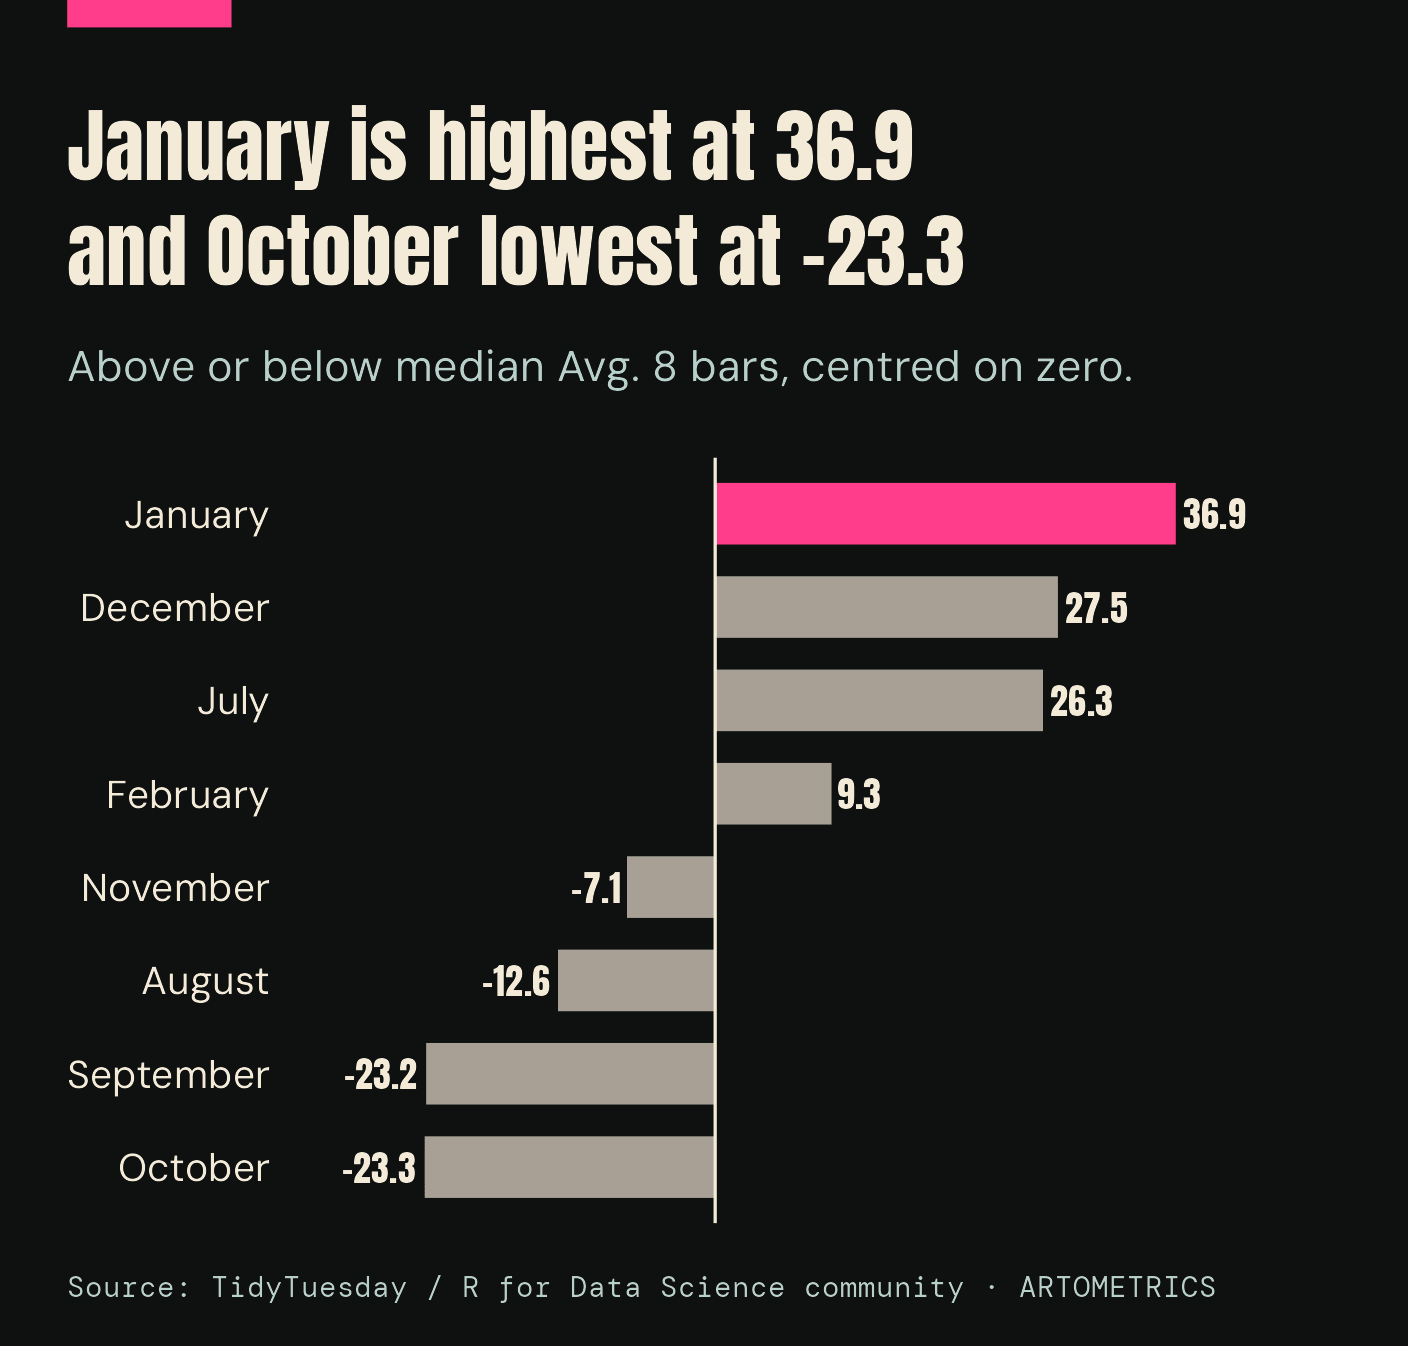 January is highest at 36.9
and October lowest at -23.3
Above or below median Avg. 8 bars, centred on zero.
January 36.9
December 27.5
July 26.3
February 9.3
November -7.1
August -12.6
September -23.2
October -23.3
Source: TidyTuesday / R for Data Science community · ARTOMETRICS